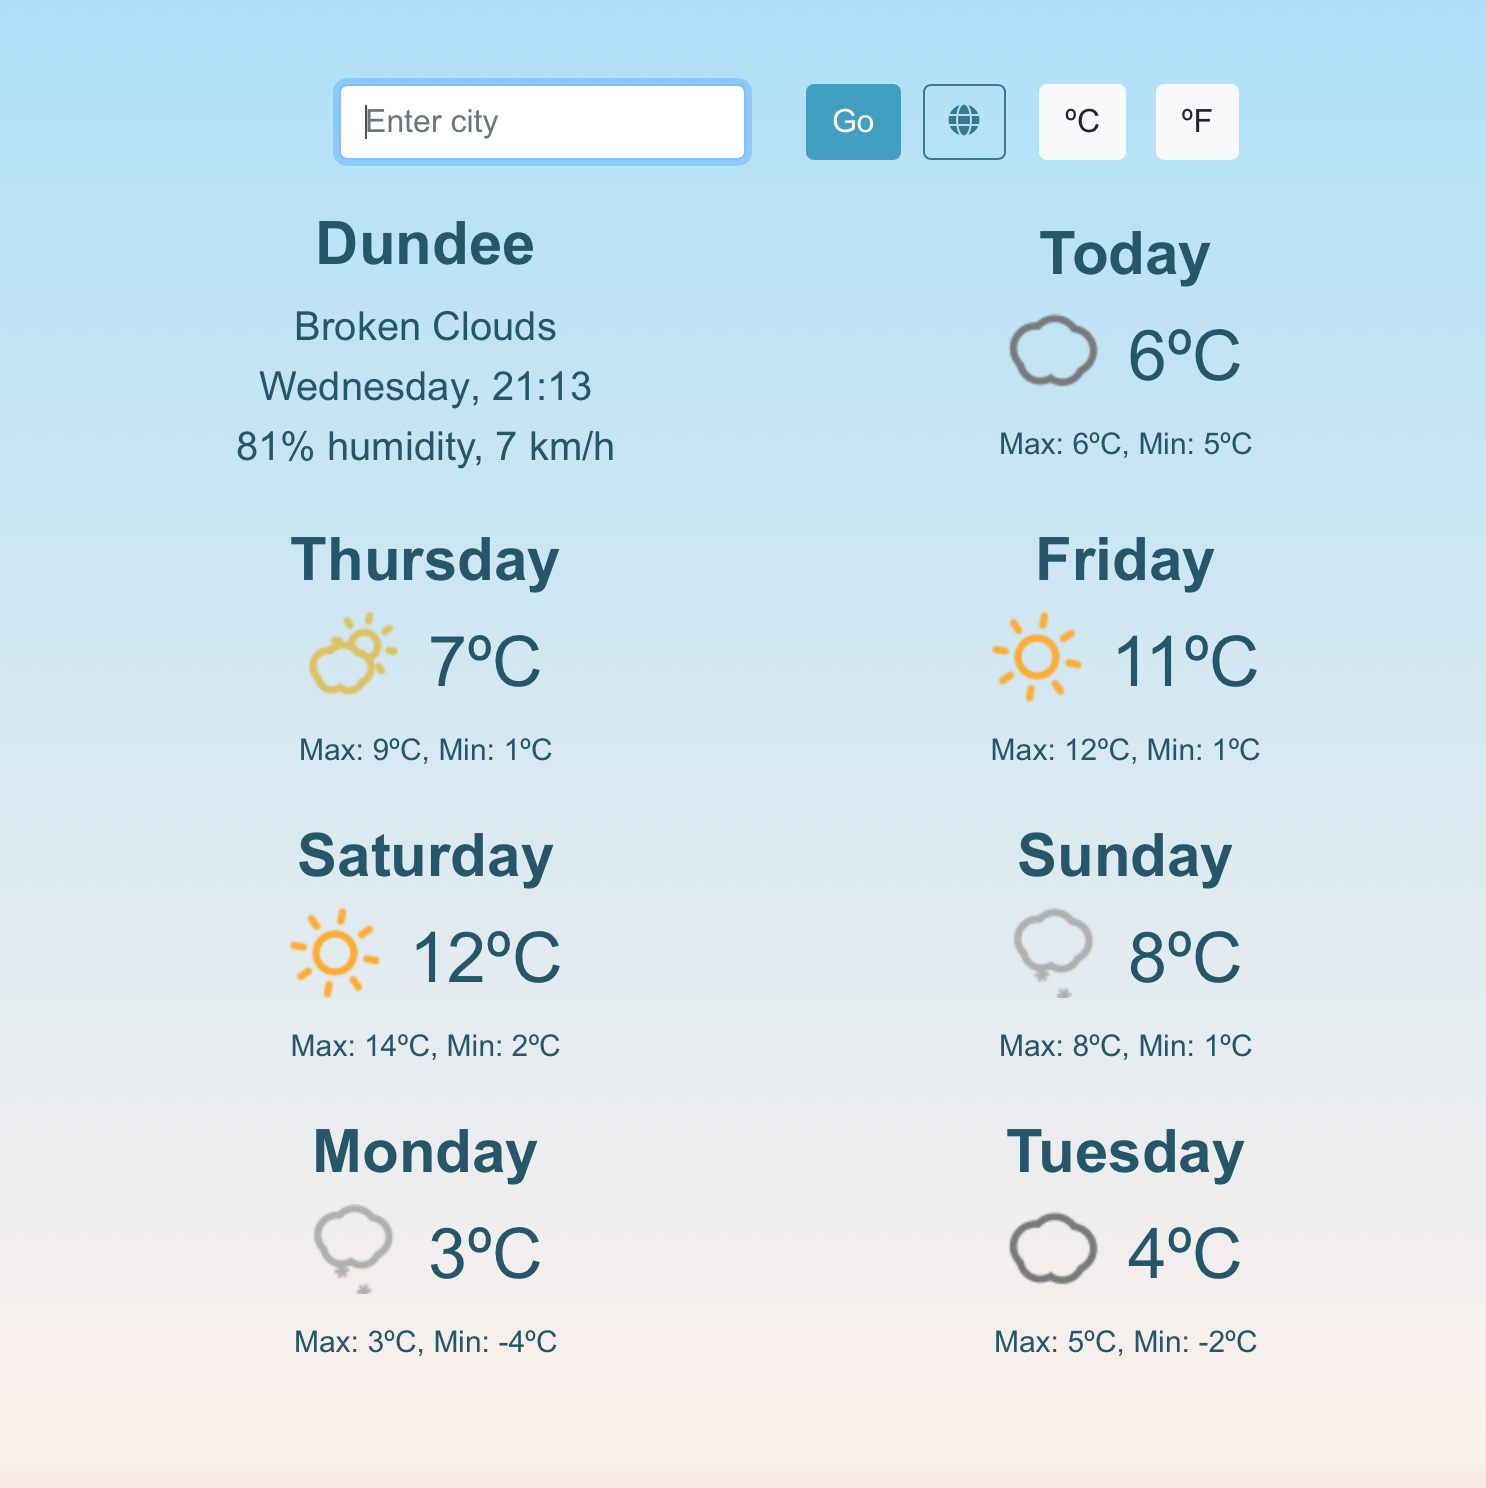 Enter city
Go
ºC
ºF
Dundee
Broken Clouds
Wednesday, 21:13
81% humidity, 7 km/h
Today
6ºC
Max: 6ºC, Min: 5ºC
Thursday
7ºC
Max: 9ºC, Min: 1ºC
Friday
11ºC
Max: 12ºC, Min: 1ºC
Saturday
12ºC
Max: 14ºC, Min: 2ºC
Sunday
8ºC
Max: 8ºC, Min: 1ºC
Monday
3ºC
Max: 3ºC, Min: -4ºC
Tuesday
4ºC
Max: 5ºC, Min: -2ºC